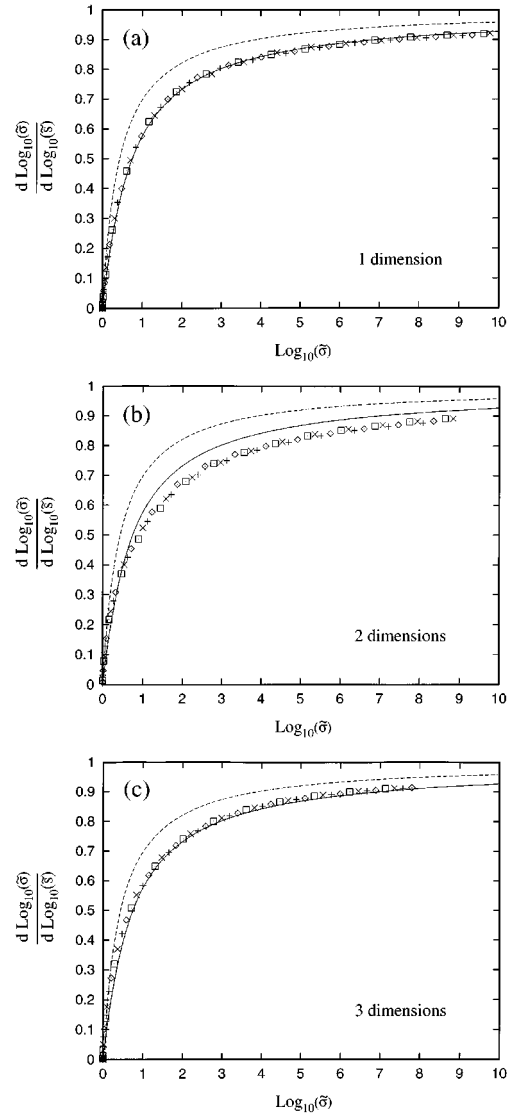 1
0.9
0.8
0.7
0.6
0.5
0.4
0.3
0.2
0.1
0
(a)
d Log10(σ̃)
d Log10(s̃)
1 dimension
0 1 2 3 4 5 6 7 8 9 10
Log10(σ̃)
1
0.9
0.8
0.7
0.6
0.5
0.4
0.3
0.2
0.1
0
(b)
d Log10(σ̃)
d Log10(s̃)
2 dimensions
0 1 2 3 4 5 6 7 8 9 10
Log10(σ̃)
1
0.9
0.8
0.7
0.6
0.5
0.4
0.3
0.2
0.1
0
(c)
d Log10(σ̃)
d Log10(s̃)
3 dimensions
0 1 2 3 4 5 6 7 8 9 10
Log10(σ̃)